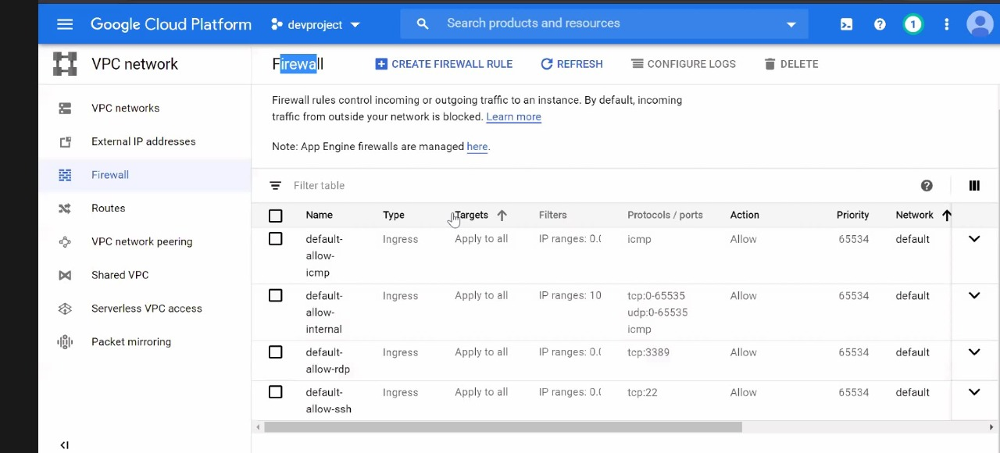 Google Cloud Platform devproject Search products and resources 1
VPC network
Firewall CREATE FIREWALL RULE REFRESH CONFIGURE LOGS DELETE
VPC networks
External IP addresses
Firewall
Routes
VPC network peering
Shared VPC
Serverless VPC access
Packet mirroring
Firewall rules control incoming or outgoing traffic to an instance. By default, incoming
traffic from outside your network is blocked. Learn more
Note: App Engine firewalls are managed here.
Filter table
Name Type Targets Filters Protocols / ports Action Priority Network
default- Ingress Apply to all IP ranges: 0.( icmp Allow 65534 default
allow-
icmp
default- Ingress Apply to all IP ranges: 10 tcp:0-65535 Allow 65534 default
allow- udp:0-65535
internal icmp
default- Ingress Apply to all IP ranges: 0.( tcp:3389 Allow 65534 default
allow-rdp
default- Ingress Apply to all IP ranges: 0.( tcp:22 Allow 65534 default
allow-ssh